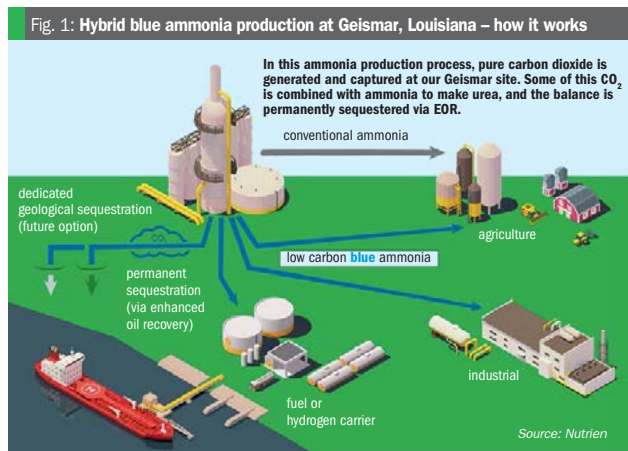 Fig. 1: Hybrid blue ammonia production at Geismar, Louisiana – how it works
In this ammonia production process, pure carbon dioxide is
generated and captured at our Geismar site. Some of this CO2
is combined with ammonia to make urea, and the balance is
permanently sequestered via EOR.
conventional ammonia
dedicated
geological sequestration
(future option)
CO2
agriculture
low carbon blue ammonia
permanent
sequestration
(via enhanced
oil recovery)
industrial
fuel or
hydrogen carrier
H
Source: Nutrien